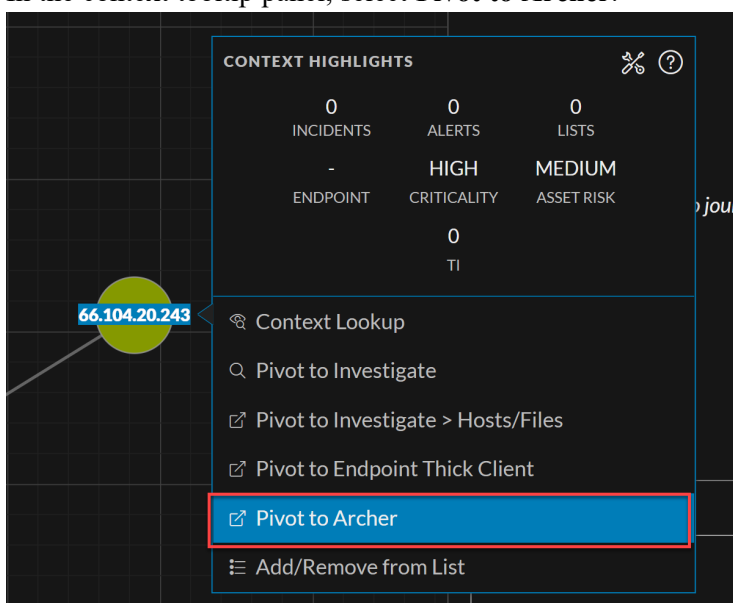 In the context lookup panel, select Pivot to Archer.
CONTEXT HIGHLIGHTS
0 0 0
INCIDENTS ALERTS LISTS
- HIGH MEDIUM
ENDPOINT CRITICALITY ASSET RISK
0
TI
66.104.20.243
Context Lookup
Pivot to Investigate
Pivot to Investigate > Hosts/Files
Pivot to Endpoint Thick Client
Pivot to Archer
Add/Remove from List